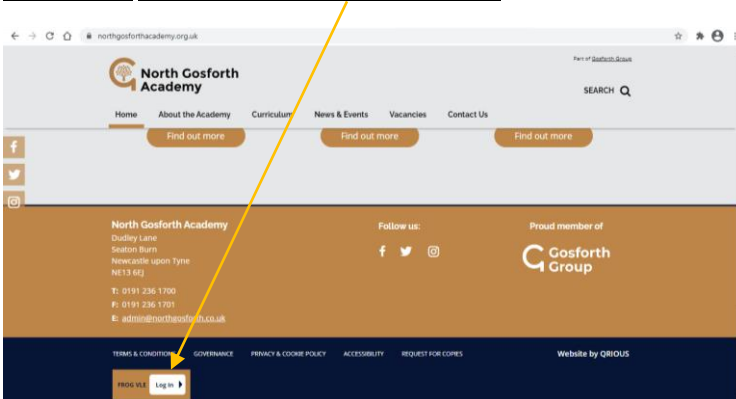 northgosforthacademy.org.uk
Part of Gosforth Group
North Gosforth
Academy
SEARCH
Home About the Academy Curriculum News & Events Vacancies Contact Us
Find out more Find out more Find out more
North Gosforth Academy
Dudley Lane
Seaton Burn
Newcastle upon Tyne
NE13 6EJ
T: 0191 236 1700
F: 0191 236 1701
E: admin@northgosforth.co.uk
Follow us:
Proud member of
Gosforth
Group
TERMS & CONDITIONS GOVERNANCE PRIVACY & COOKIE POLICY ACCESSIBILITY REQUEST FOR COPIES Website by QRIOUS
FROG VLE Log in